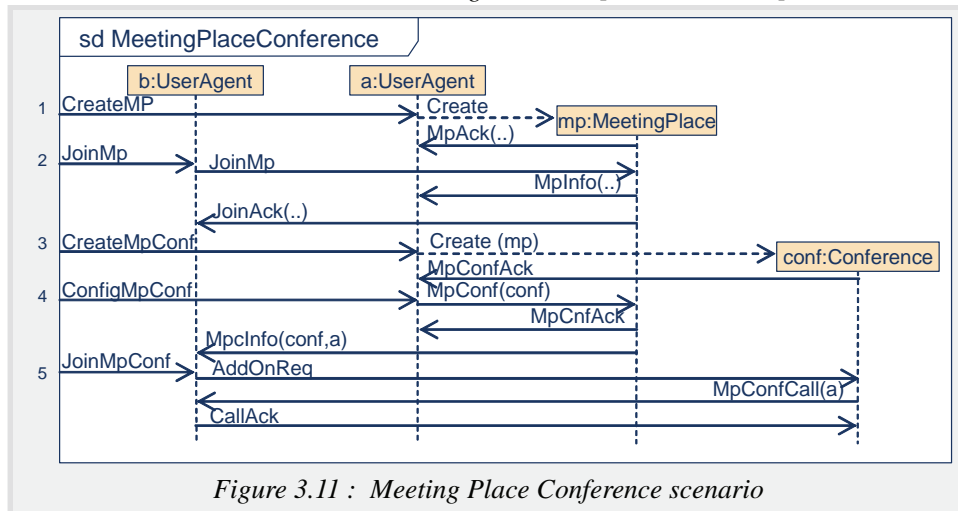 sd MeetingPlaceConference
b:UserAgent a:UserAgent
1 CreateMP Create
mp:MeetingPlace
MpAck(..)
2 JoinMp JoinMp
MpInfo(..)
JoinAck(..)
3 CreateMpConf Create (mp)
conf:Conference
MpConfAck
4 ConfigMpConf MpConf(conf)
MpCnfAck
MpcInfo(conf,a)
5 JoinMpConf AddOnReq
MpConfCall(a)
CallAck
Figure 3.11 : Meeting Place Conference scenario